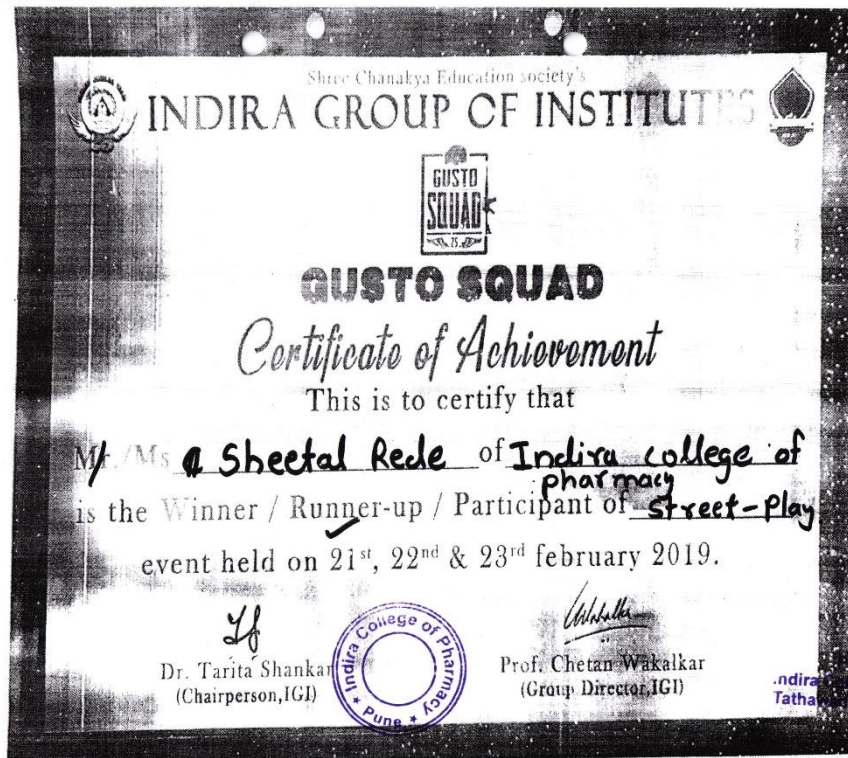 Shree Chanakya Education society's
INDIRA GROUP OF INSTITUTES
GUSTO
SQUAD
25
GUSTO SQUAD
Certificate of Achievement
This is to certify that
Mr./Ms. Sheetal Rede of Indira college of
pharmacy
is the Winner / Runner-up / Participant of street-play
event held on 21st, 22nd & 23rd february 2019.
Dr. Tarita Shankar
(Chairperson,IGI)
Indira College of Pharmacy
★ Pune ★
Prof. Chetan Wakalkar
(Group Director,IGI)